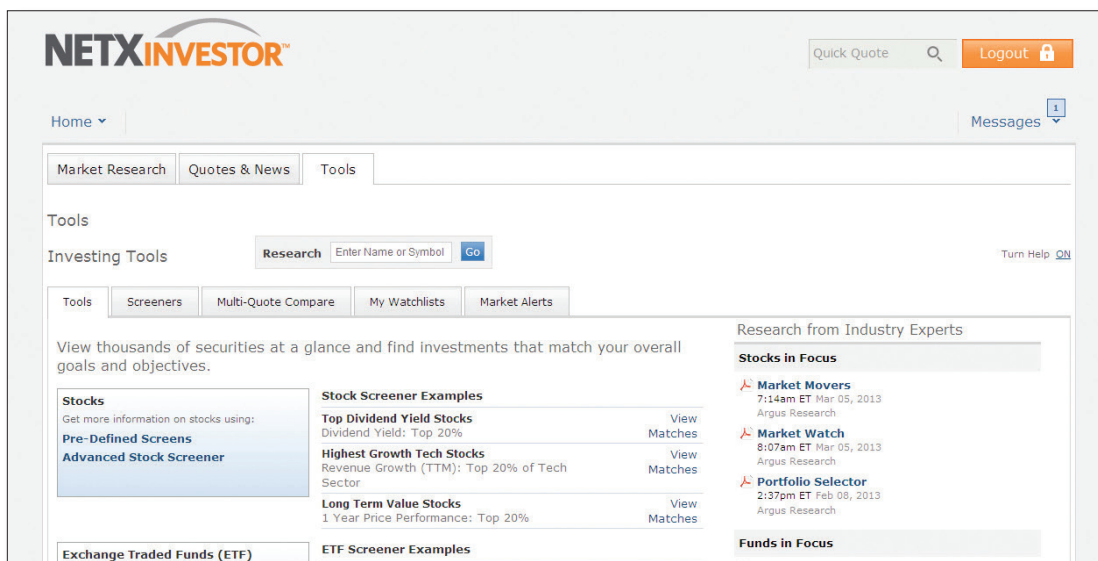 NETXINVESTOR™
Quick Quote
Logout
Home
Messages
1
Market Research
Quotes & News
Tools
Tools
Investing Tools
Research
Enter Name or Symbol
Go
Turn Help ON
Tools
Screeners
Multi-Quote Compare
My Watchlists
Market Alerts
View thousands of securities at a glance and find investments that match your overall
goals and objectives.
Stocks
Get more information on stocks using:
Pre-Defined Screens
Advanced Stock Screener
Stock Screener Examples
Top Dividend Yield Stocks
Dividend Yield: Top 20%
View
Matches
Highest Growth Tech Stocks
Revenue Growth (TTM): Top 20% of Tech
Sector
View
Matches
Long Term Value Stocks
1 Year Price Performance: Top 20%
View
Matches
Exchange Traded Funds (ETF)
ETF Screener Examples
Research from Industry Experts
Stocks in Focus
Market Movers
7:14am ET Mar 05, 2013
Argus Research
Market Watch
8:07am ET Mar 05, 2013
Argus Research
Portfolio Selector
2:37pm ET Feb 08, 2013
Argus Research
Funds in Focus